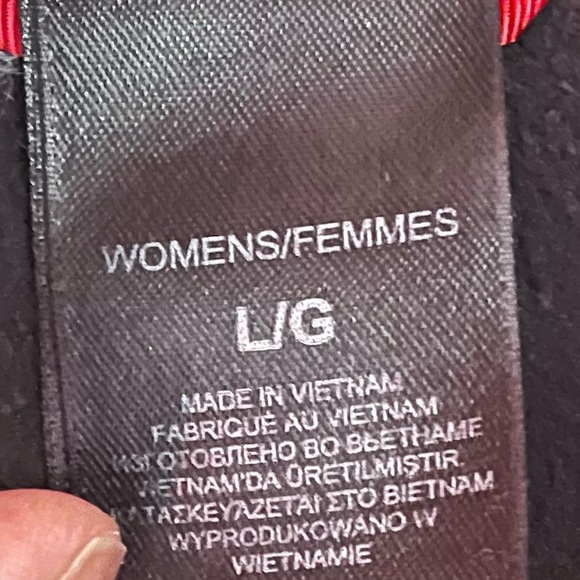 WOMENS/FEMMES
L/G
MADE IN VIETNAM
FABRIQUÉ AU VIETNAM
ИЗГОТОВЛЕНО ВО ВЬЕТНАМЕ
VIETNAM'DA ÜRETILMIŞTIR.
ΚΑΤΑΣΚΕΥΑΖΕΤΑΙ ΣΤΟ ΒΙΕΤΝΑΜ
WYPRODUKOWANO W
WIETNAMIE